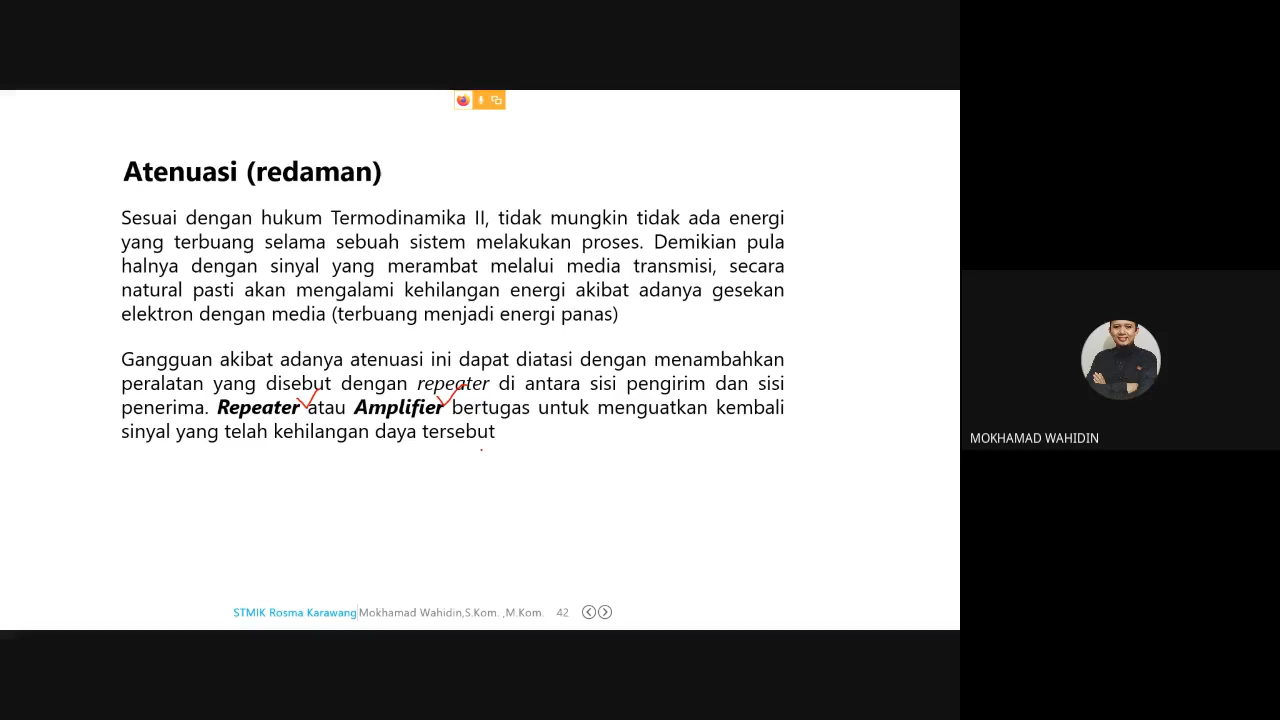 Atenuasi (redaman)
Sesuai dengan hukum Termodinamika II, tidak mungkin tidak ada energi
yang terbuang selama sebuah sistem melakukan proses. Demikian pula
halnya dengan sinyal yang merambat melalui media transmisi, secara
natural pasti akan mengalami kehilangan energi akibat adanya gesekan
elektron dengan media (terbuang menjadi energi panas)
Gangguan akibat adanya atenuasi ini dapat diatasi dengan menambahkan
peralatan yang disebut dengan repeater di antara sisi pengirim dan sisi
penerima. Repeater atau Amplifier bertugas untuk menguatkan kembali
sinyal yang telah kehilangan daya tersebut
STMIK Rosma Karawang|Mokhamad Wahidin,S.Kom. ,M.Kom. 42
MOKHAMAD WAHIDIN